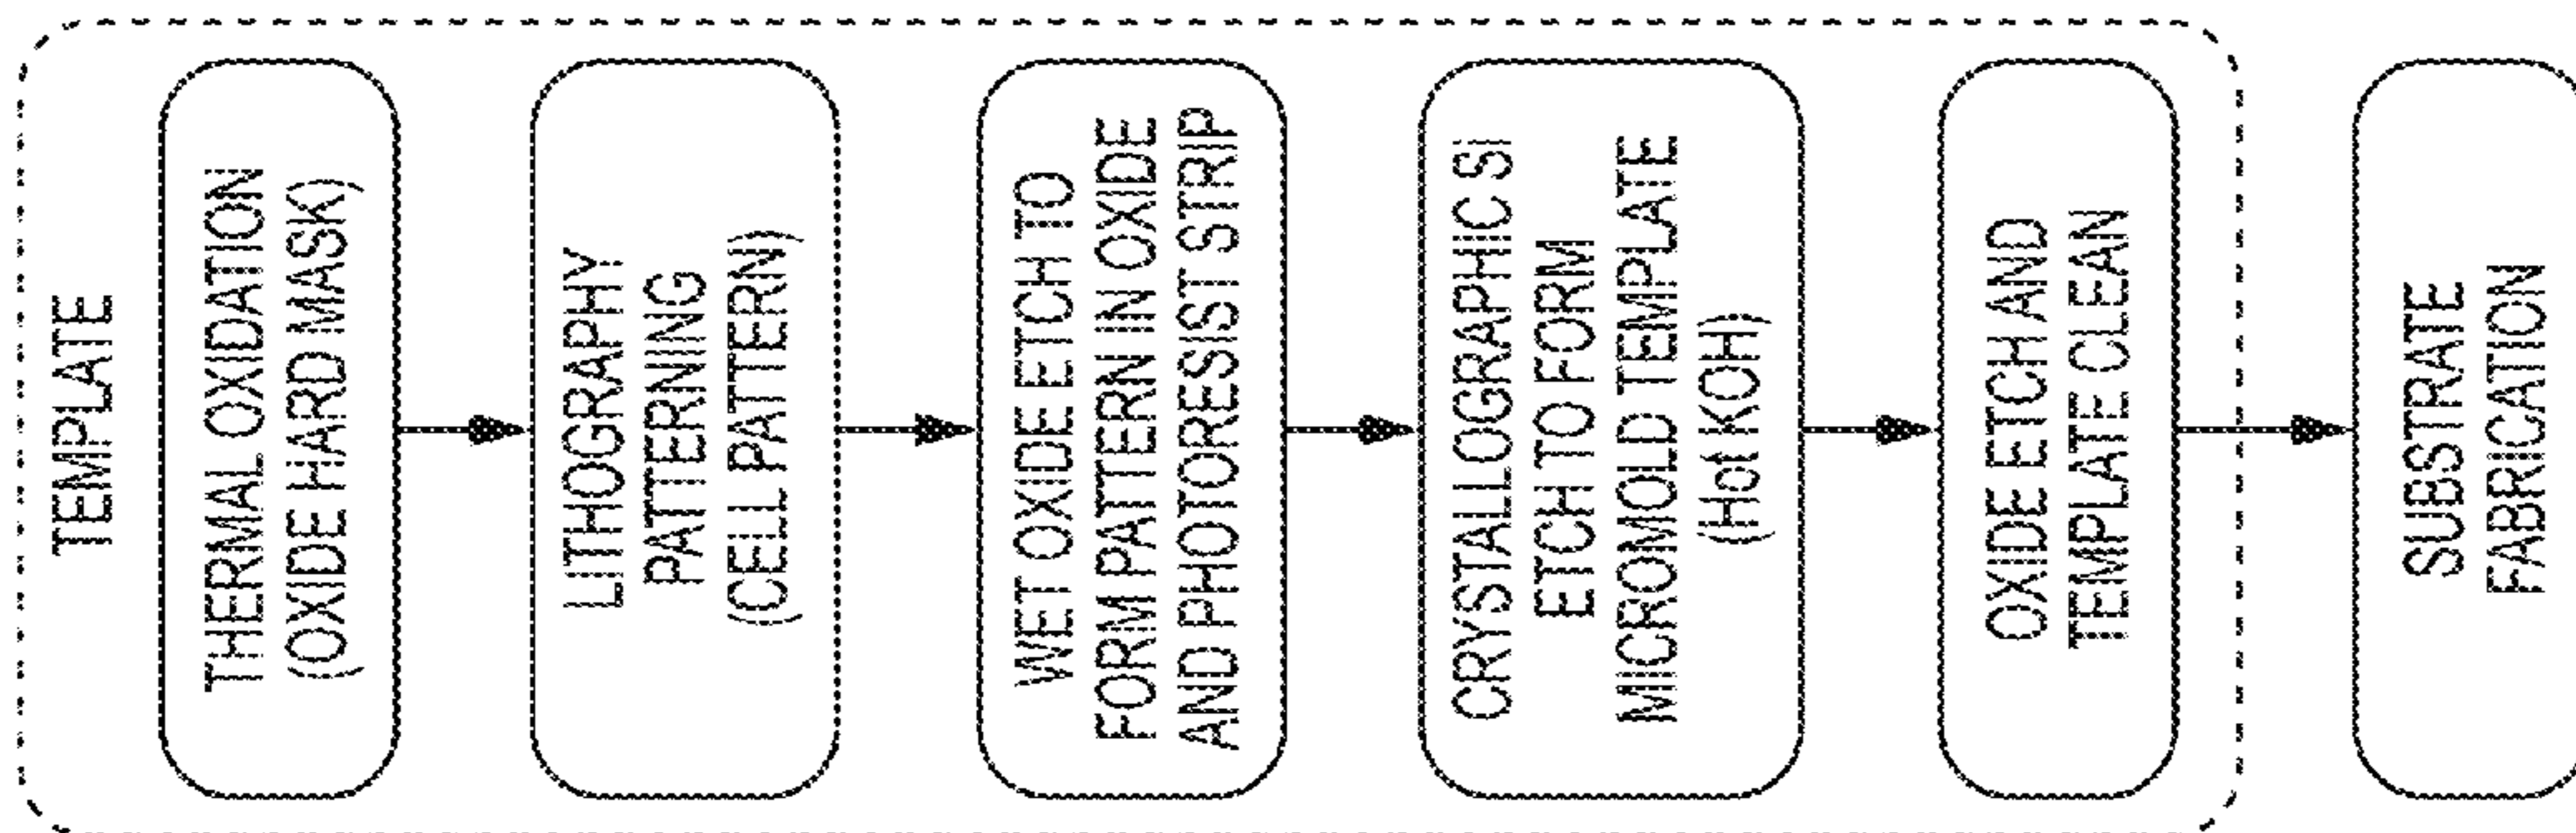 TEMPLATE
THERMAL OXIDATION
(OXIDE HARD MASK)
LITHOGRAPHY
PATTERNING
(CELL PATTERN)
WET OXIDE ETCH TO
FORM PATTERN IN OXIDE
AND PHOTORESIST STRIP
CRYSTALLOGRAPHIC SI
ETCH TO FORM
MICROMOLD TEMPLATE
(Hot KOH)
OXIDE ETCH AND
TEMPLATE CLEAN
SUBSTRATE
FABRICATION